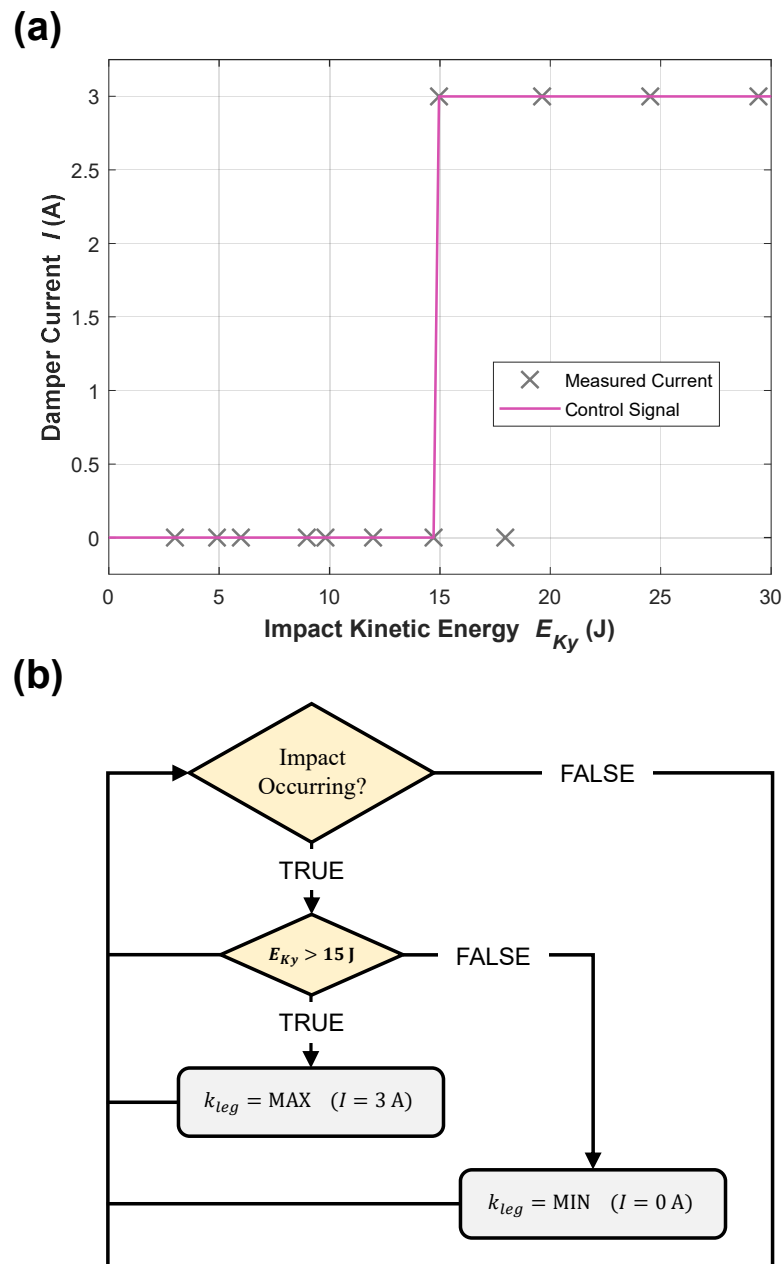 (a)
3
2.5
2
1.5
1
0.5
0
Damper Current I (A)
Measured Current
Control Signal
0 5 10 15 20 25 30
Impact Kinetic Energy E_Ky (J)
(b)
Impact
Occurring?
FALSE
TRUE
E_Ky > 15 J
FALSE
TRUE
k_leg = MAX (I = 3 A)
k_leg = MIN (I = 0 A)